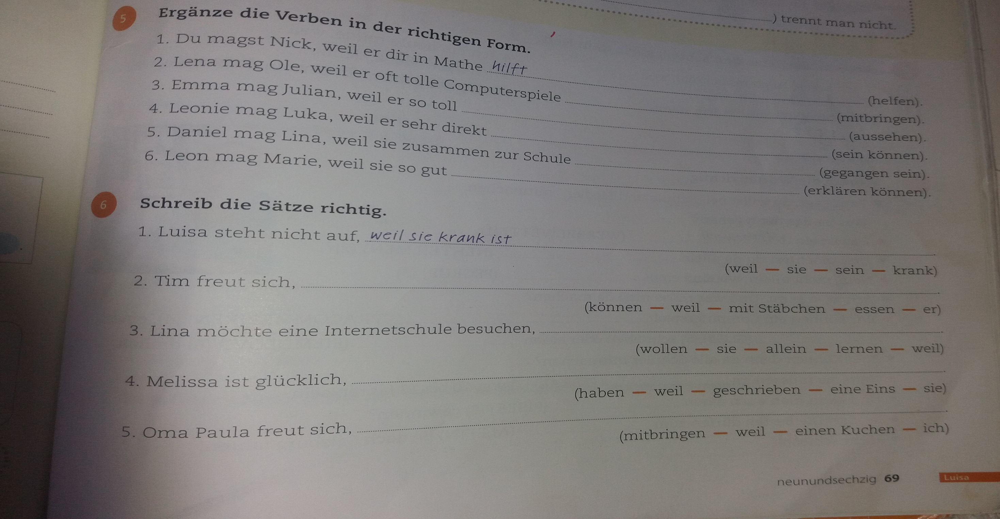 ) trennt man nicht.
5 Ergänze die Verben in der richtigen Form.
1. Du magst Nick, weil er dir in Mathe hilft (helfen).
2. Lena mag Ole, weil er oft tolle Computerspiele (mitbringen).
3. Emma mag Julian, weil er so toll (aussehen).
4. Leonie mag Luka, weil er sehr direkt (sein können).
5. Daniel mag Lina, weil sie zusammen zur Schule (gegangen sein).
6. Leon mag Marie, weil sie so gut (erklären können).
6 Schreib die Sätze richtig.
1. Luisa steht nicht auf, weil sie krank ist.
(weil — sie — sein — krank)
2. Tim freut sich, .
(können — weil — mit Stäbchen — essen — er)
3. Lina möchte eine Internetschule besuchen, .
(wollen — sie — allein — lernen — weil)
4. Melissa ist glücklich, .
(haben — weil — geschrieben — eine Eins — sie)
5. Oma Paula freut sich, .
(mitbringen — weil — einen Kuchen — ich)
neunundsechzig 69 Luisa